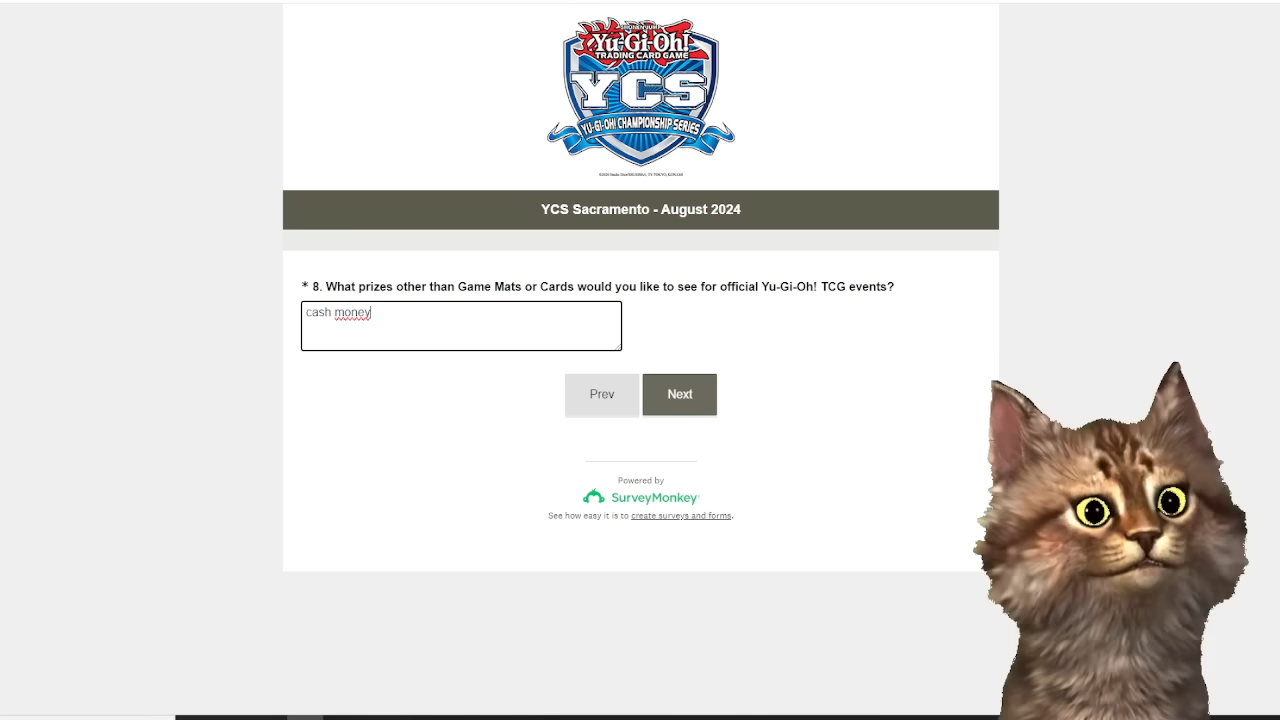 SHONEN JUMP
Yu-Gi-Oh!
TRADING CARD GAME
YCS
YU-GI-OH! CHAMPIONSHIP SERIES
YCS Sacramento - August 2024
* 8. What prizes other than Game Mats or Cards would you like to see for official Yu-Gi-Oh! TCG events?
cash money
Prev
Next
Powered by
SurveyMonkey
See how easy it is to create surveys and forms.